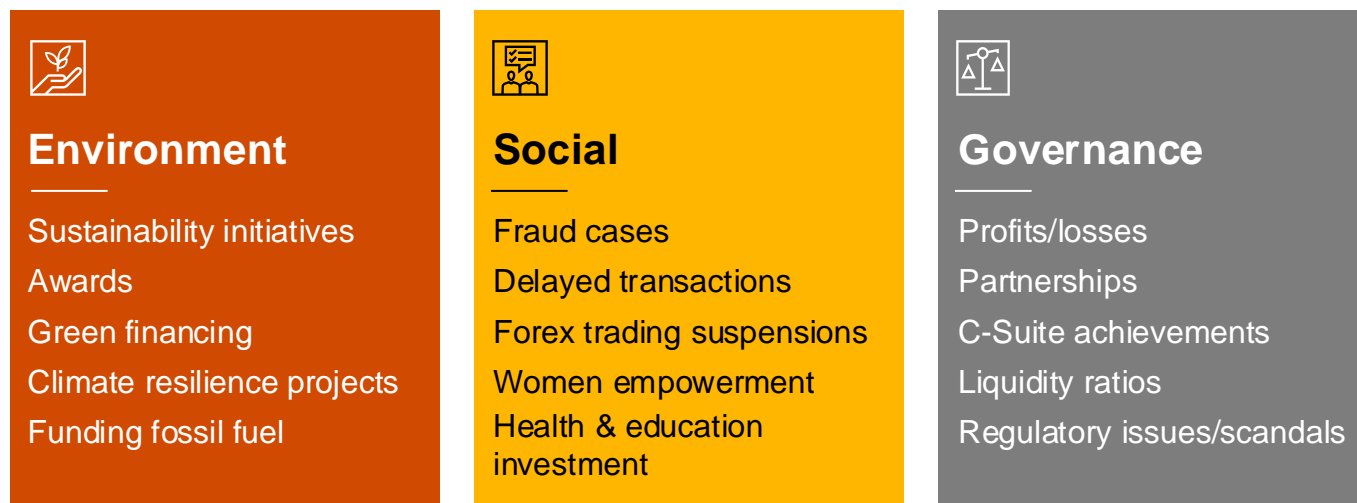 Environment
Sustainability initiatives
Awards
Green financing
Climate resilience projects
Funding fossil fuel
Social
Fraud cases
Delayed transactions
Forex trading suspensions
Women empowerment
Health & education
investment
Governance
Profits/losses
Partnerships
C-Suite achievements
Liquidity ratios
Regulatory issues/scandals